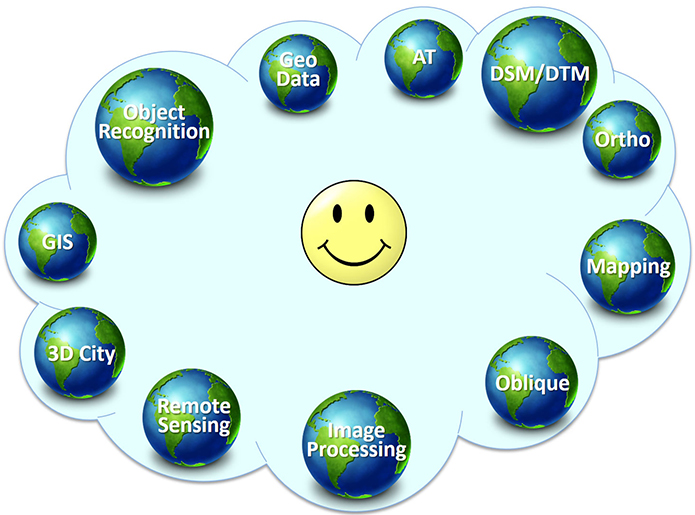 Geo
Data
AT
DSM/DTM
Object
Recognition
Ortho
GIS
Mapping
3D City
Oblique
Remote
Sensing
Image
Processing